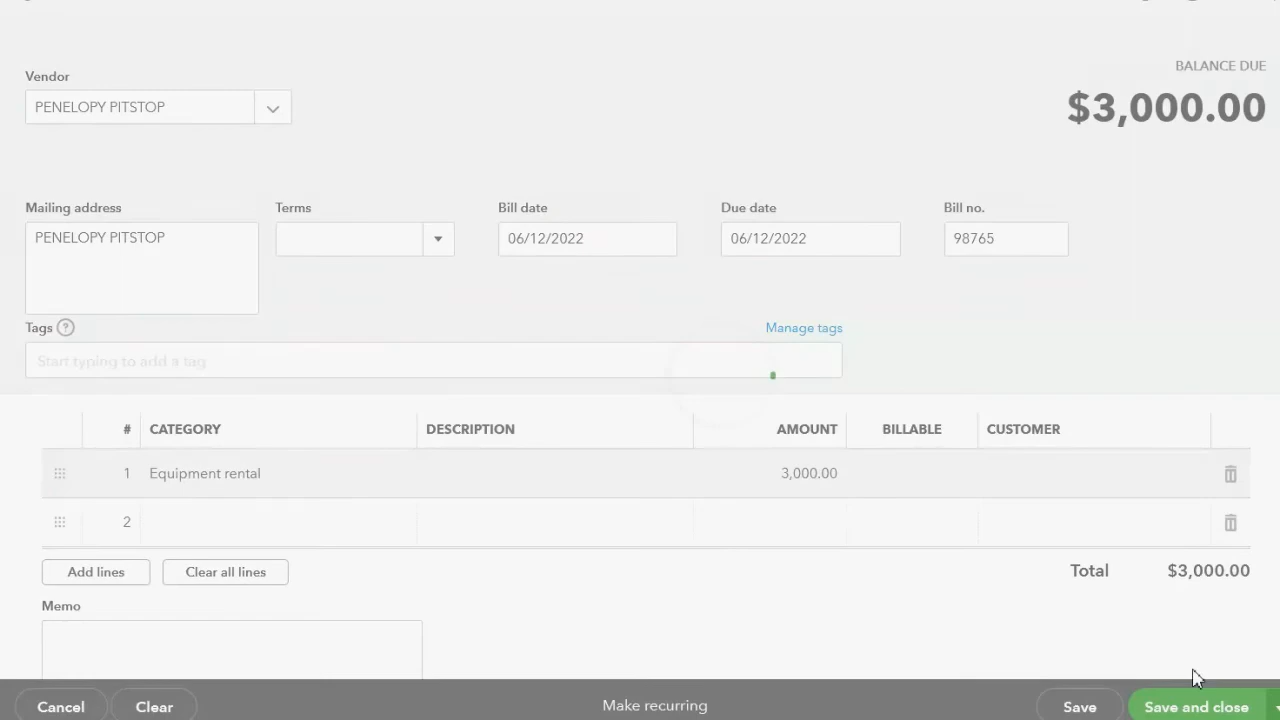 BALANCE DUE
Vendor
PENELOPY PITSTOP
$3,000.00
Mailing address Terms Bill date Due date Bill no.
PENELOPY PITSTOP 06/12/2022 06/12/2022 98765
Tags ? Manage tags
Start typing to add a tag
# CATEGORY DESCRIPTION AMOUNT BILLABLE CUSTOMER
1 Equipment rental 3,000.00
2
Add lines Clear all lines Total $3,000.00
Memo
Cancel Clear Make recurring Save Save and close